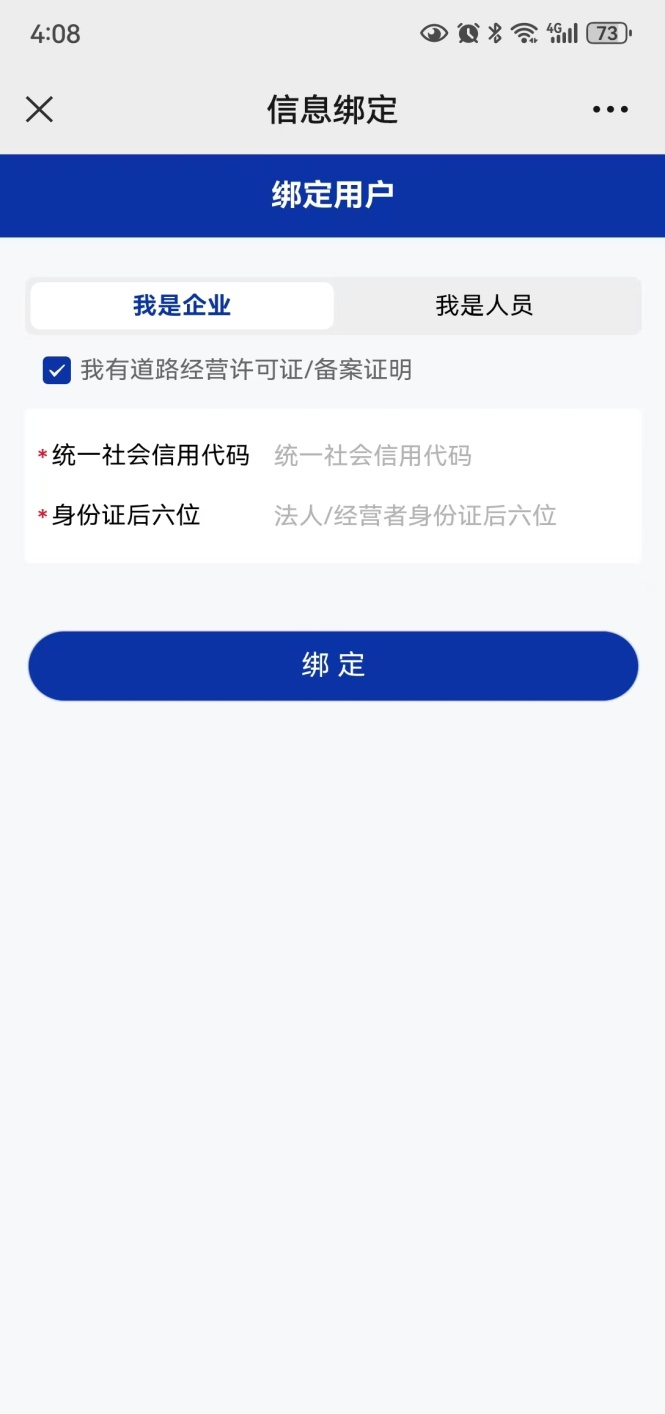 4:08
4G
73
信息绑定
绑定用户
我是企业 我是人员
我有道路经营许可证/备案证明
*统一社会信用代码 统一社会信用代码
*身份证后六位 法人/经营者身份证后六位
绑 定